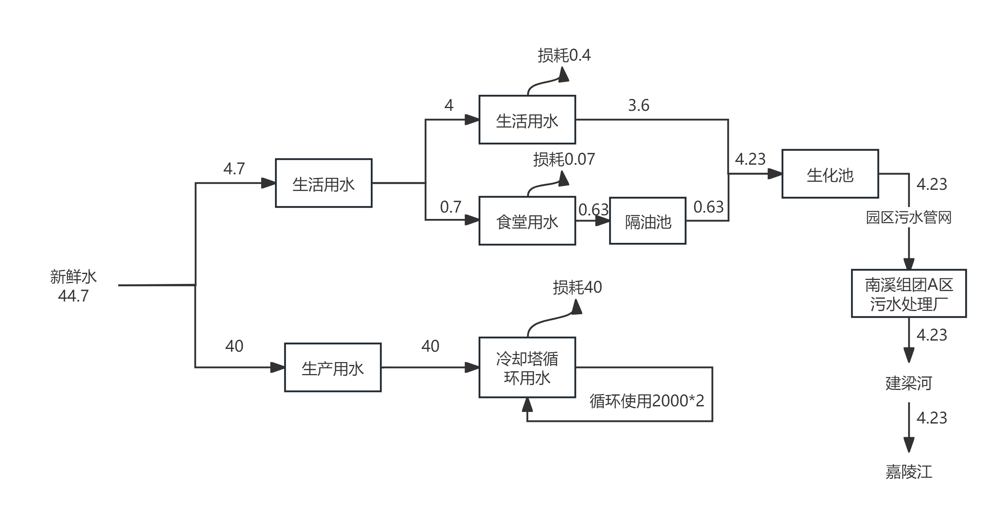 损耗0.4
4
3.6
生活用水
损耗0.07
4.7
4.23
生活用水
生化池
4.23
0.7
0.63
0.63
食堂用水
隔油池
园区污水管网
新鲜水
44.7
南溪组团A区
污水处理厂
损耗40
4.23
40
40
生产用水
冷却塔循
环用水
建梁河
循环使用2000*2
4.23
嘉陵江